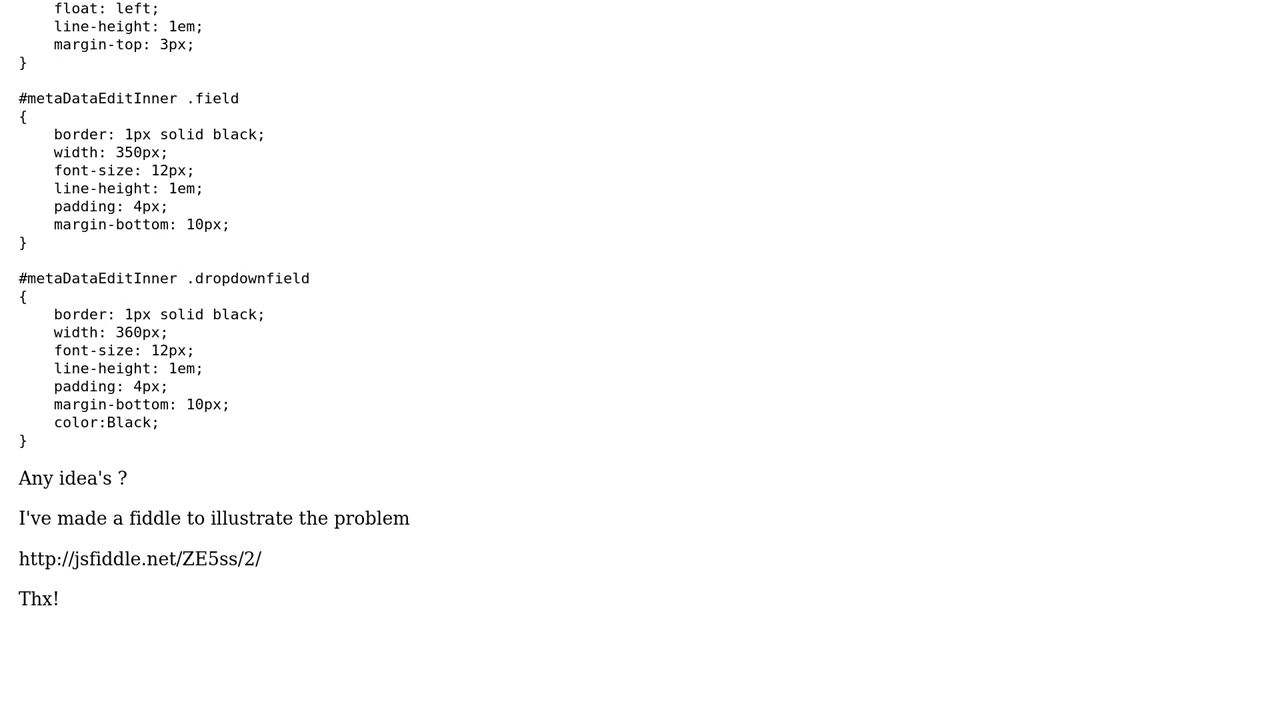 float: left;
    line-height: 1em;
    margin-top: 3px;
}

#metaDataEditInner .field
{
    border: 1px solid black;
    width: 350px;
    font-size: 12px;
    line-height: 1em;
    padding: 4px;
    margin-bottom: 10px;
}

#metaDataEditInner .dropdownfield
{
    border: 1px solid black;
    width: 360px;
    font-size: 12px;
    line-height: 1em;
    padding: 4px;
    margin-bottom: 10px;
    color:Black;
}
Any idea's ?
I've made a fiddle to illustrate the problem
http://jsfiddle.net/ZE5ss/2/
Thx!